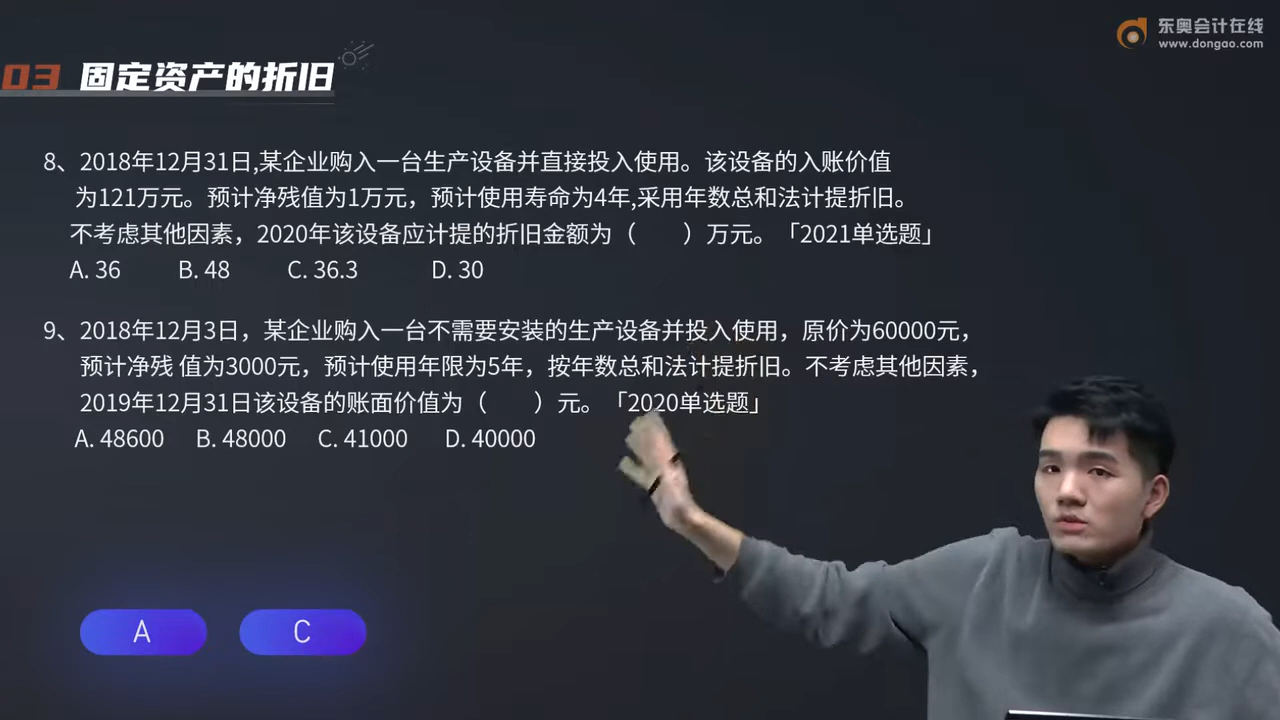 东奥会计在线
www.dongao.com
03 固定资产的折旧
8、2018年12月31日,某企业购入一台生产设备并直接投入使用。该设备的入账价值
为121万元。预计净残值为1万元，预计使用寿命为4年,采用年数总和法计提折旧。
不考虑其他因素，2020年该设备应计提的折旧金额为（ ）万元。「2021单选题」
A. 36 B. 48 C. 36.3 D. 30
9、2018年12月3日，某企业购入一台不需要安装的生产设备并投入使用，原价为60000元，
预计净残 值为3000元，预计使用年限为5年，按年数总和法计提折旧。不考虑其他因素，
2019年12月31日该设备的账面价值为（ ）元。「2020单选题」
A. 48600 B. 48000 C. 41000 D. 40000
A C